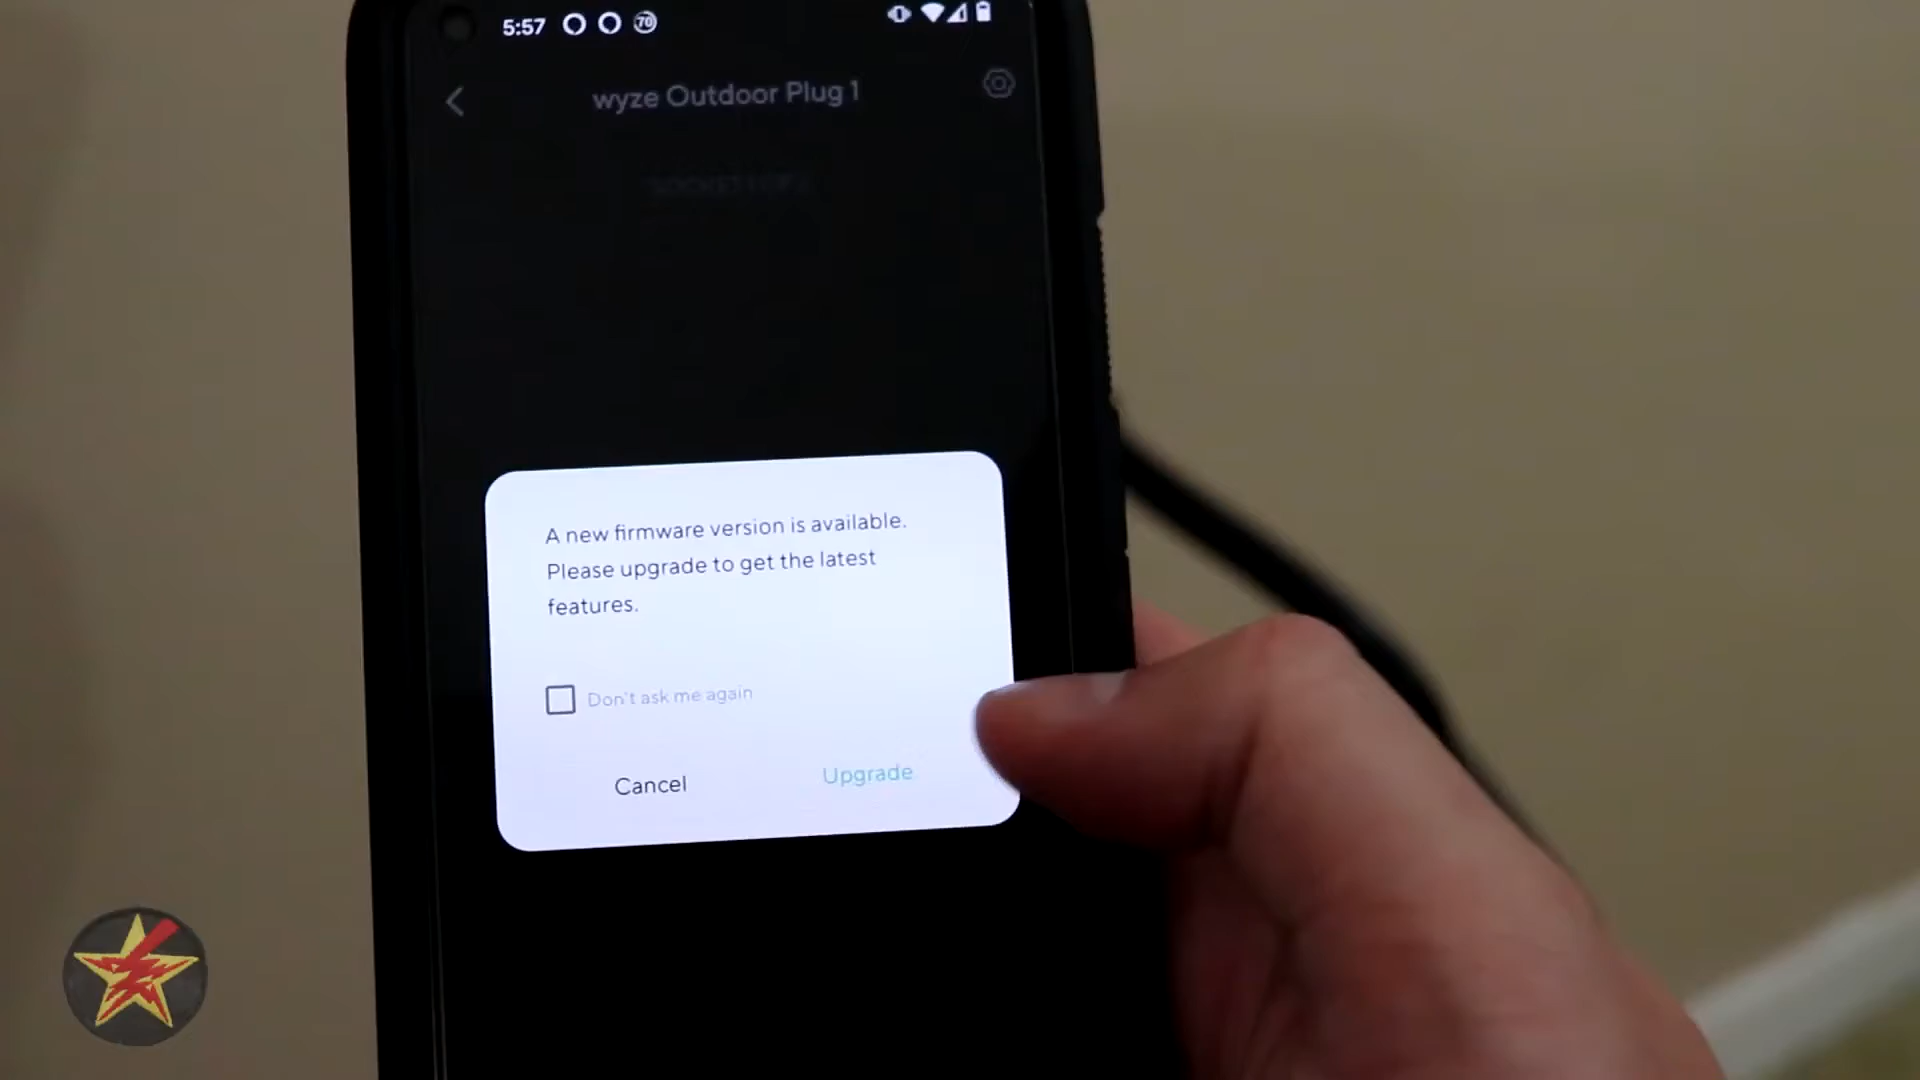 5:57
70
wyze Outdoor Plug 1
A new firmware version is available.
Please upgrade to get the latest
features.
Don't ask me again
Cancel
Upgrade